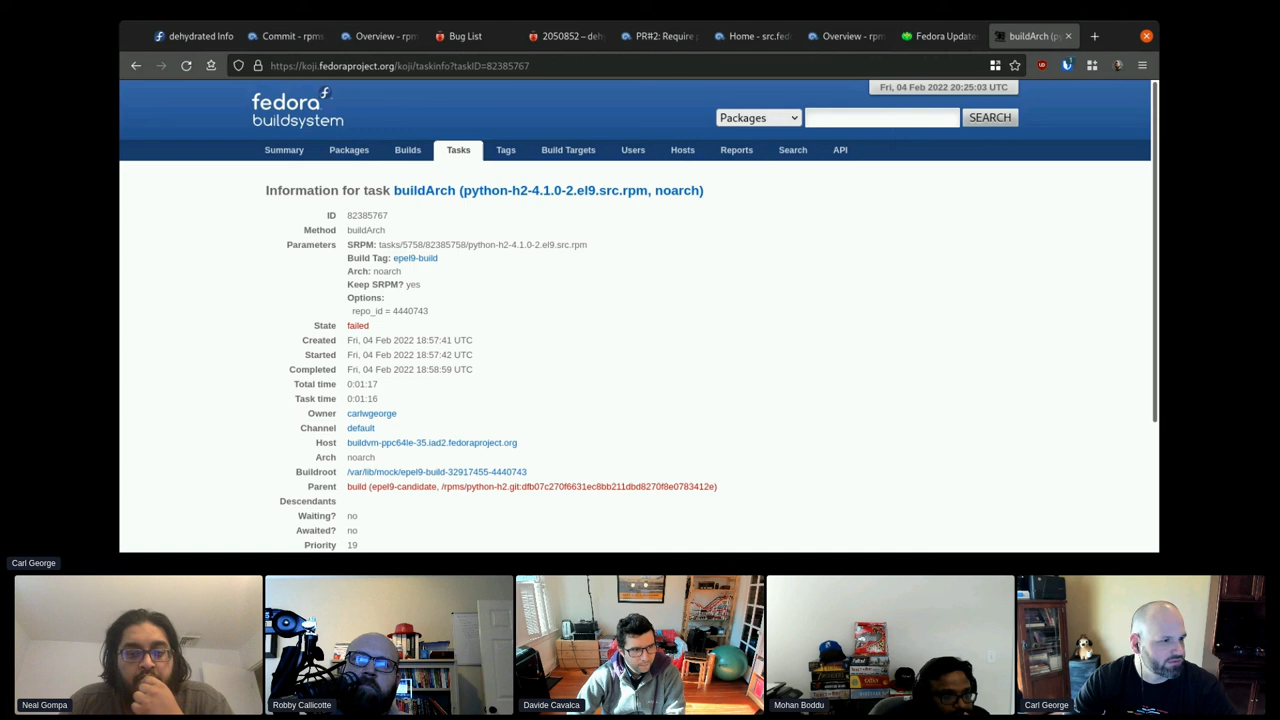 dehydrated Info
Commit - rpms
Overview - rpm
Bug List
2050852 – deh
PR#2: Require
Home - src.fed
Overview - rpm
Fedora Update
buildArch (py
https://koji.fedoraproject.org/koji/taskinfo?taskID=82385767
Fri, 04 Feb 2022 20:25:03 UTC
fedora
buildsystem
Packages
SEARCH
Summary Packages Builds Tasks Tags Build Targets Users Hosts Reports Search API
Information for task buildArch (python-h2-4.1.0-2.el9.src.rpm, noarch)
ID 82385767
Method buildArch
Parameters SRPM: tasks/5758/82385758/python-h2-4.1.0-2.el9.src.rpm
Build Tag: epel9-build
Arch: noarch
Keep SRPM? yes
Options:
repo_id = 4440743
State failed
Created Fri, 04 Feb 2022 18:57:41 UTC
Started Fri, 04 Feb 2022 18:57:42 UTC
Completed Fri, 04 Feb 2022 18:58:59 UTC
Total time 0:01:17
Task time 0:01:16
Owner carlwgeorge
Channel default
Host buildvm-ppc64le-35.iad2.fedoraproject.org
Arch noarch
Buildroot /var/lib/mock/epel9-build-32917455-4440743
Parent build (epel9-candidate, /rpms/python-h2.git:dfb07c270f6631ec8bb211dbd8270f8e0783412e)
Descendants
Waiting? no
Awaited? no
Priority 19
Carl George
Neal Gompa
Robby Callicotte
Davide Cavalca
Mohan Boddu
Carl George